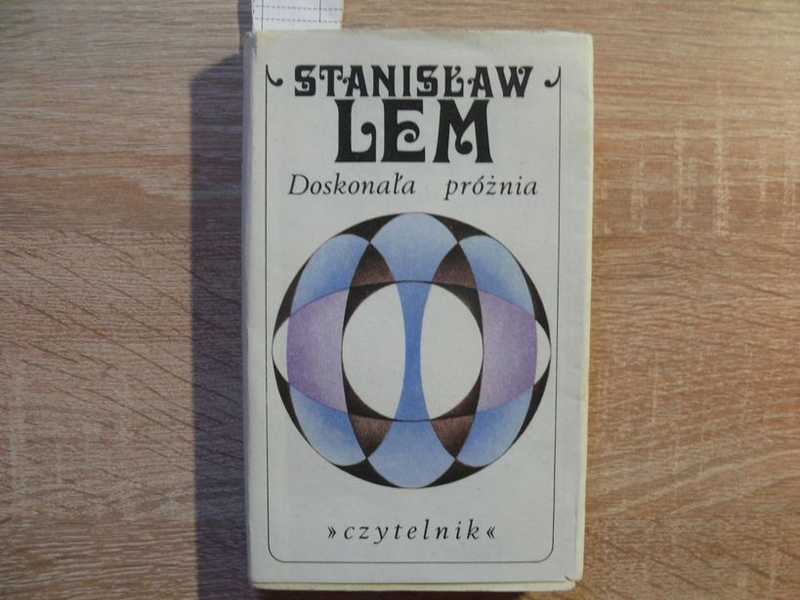 STANISŁAW
LEM
Doskonała próżnia
»czytelnik«